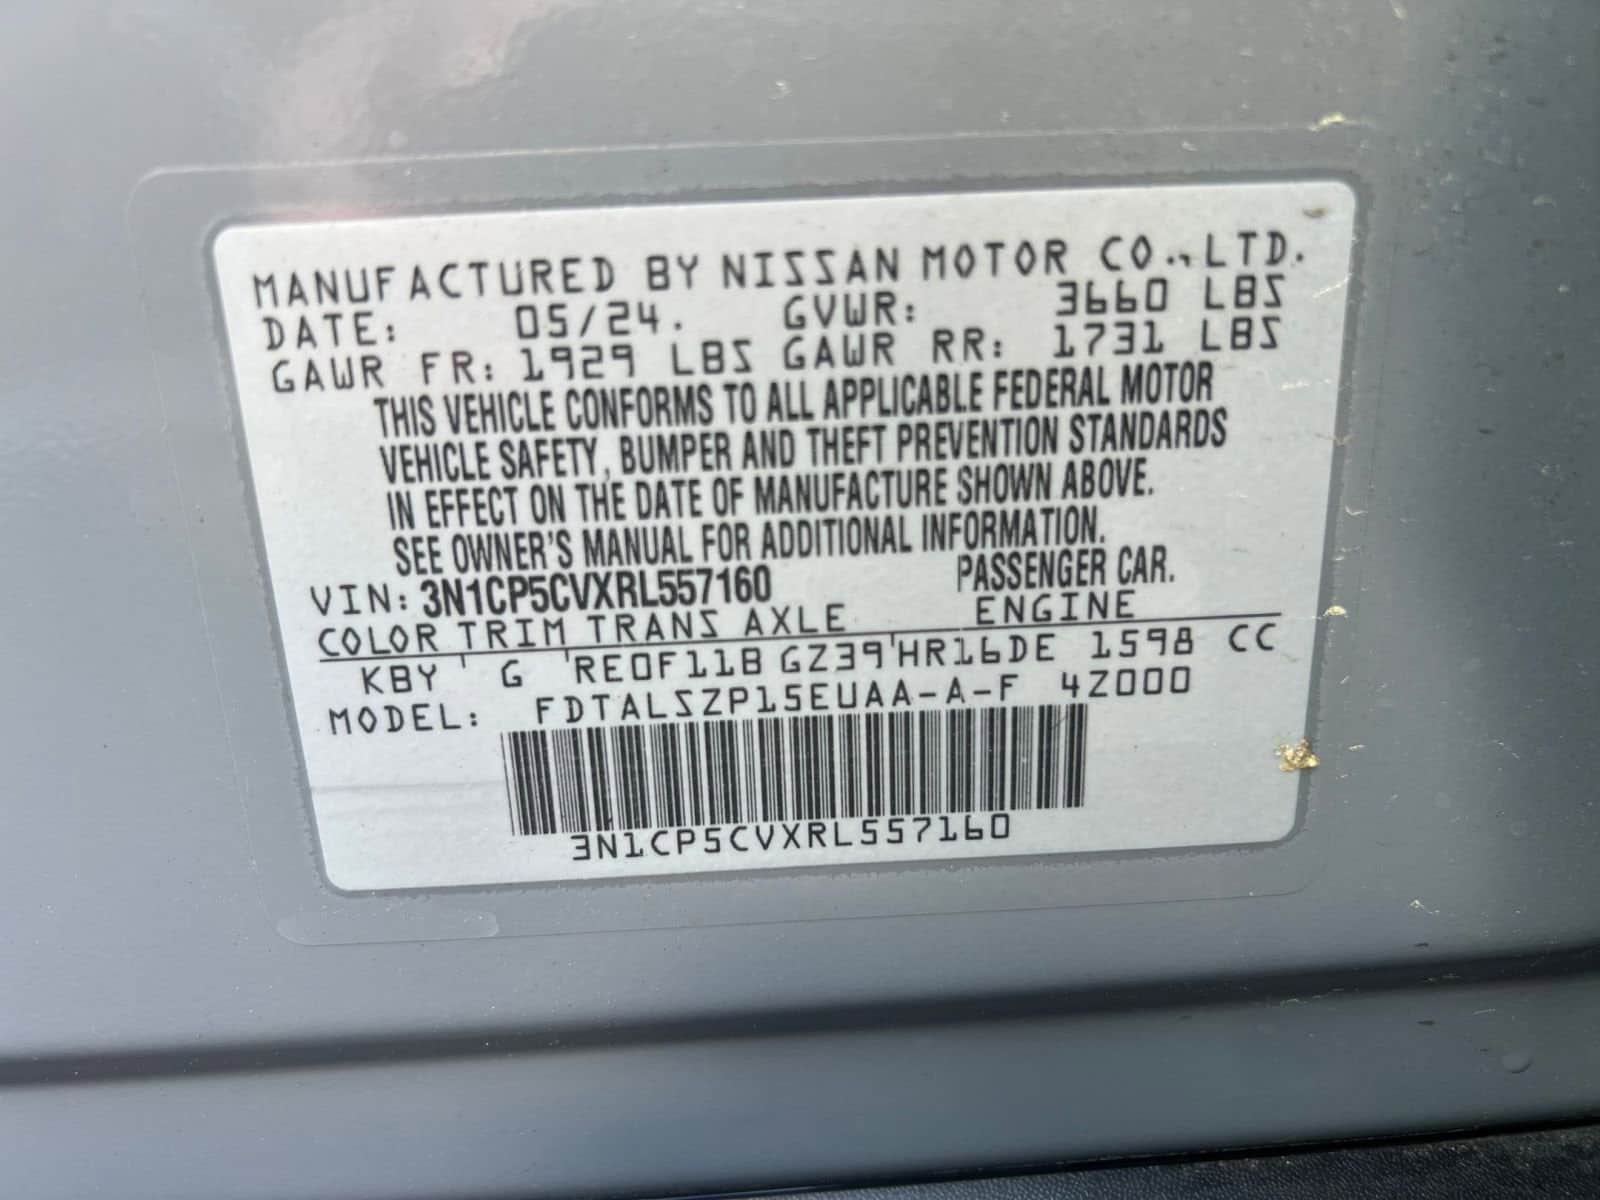 MANUFACTURED BY NISSAN MOTOR CO., LTD.
DATE: 05/24. GVWR: 3660 LBS
GAWR FR: 1929 LBS GAWR RR: 1731 LBS
THIS VEHICLE CONFORMS TO ALL APPLICABLE FEDERAL MOTOR
VEHICLE SAFETY, BUMPER AND THEFT PREVENTION STANDARDS
IN EFFECT ON THE DATE OF MANUFACTURE SHOWN ABOVE.
SEE OWNER'S MANUAL FOR ADDITIONAL INFORMATION.
VIN: 3N1CP5CVXRL557160 PASSENGER CAR.
COLOR TRIM TRANS AXLE ENGINE
KBY ' G 'RE0F11B GZ39'HR16DE 1598 CC
MODEL: FDTALSZP15EUAA-A-F 4Z000
3N1CP5CVXRL557160